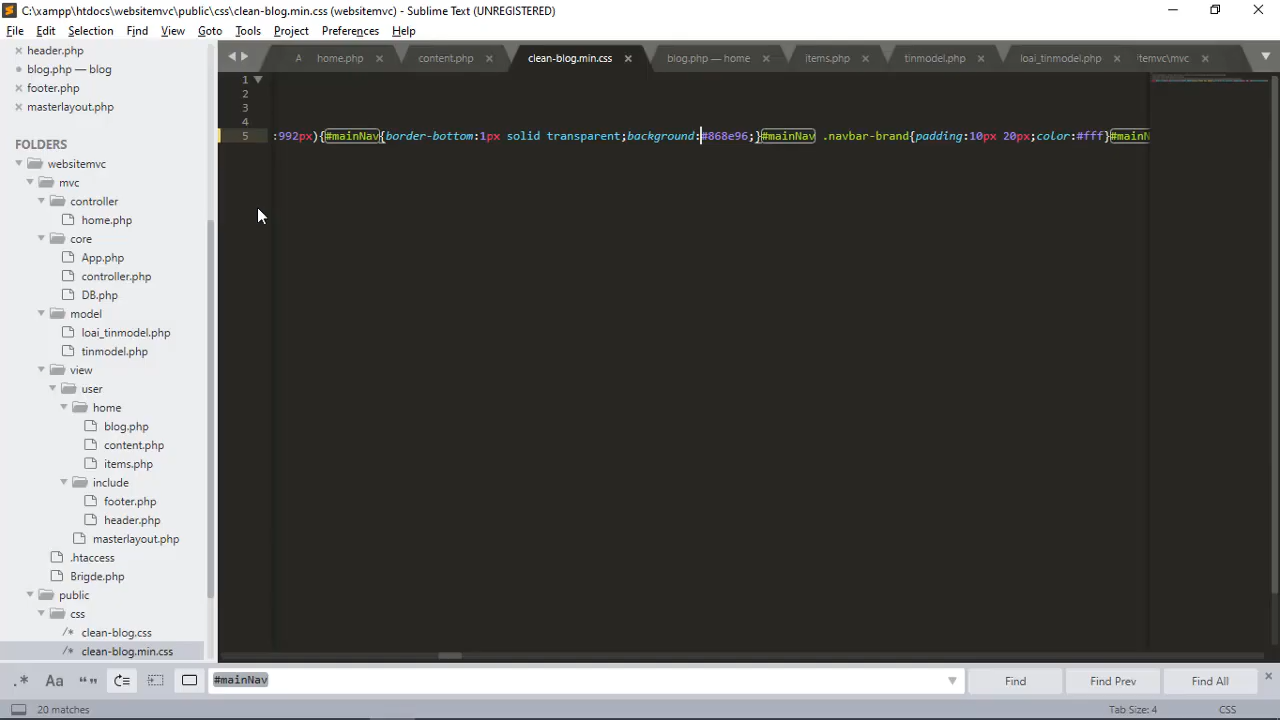 C:\xampp\htdocs\websitemvc\public\css\clean-blog.min.css (websitemvc) - Sublime Text (UNREGISTERED)
File Edit Selection Find View Goto Tools Project Preferences Help
header.php
blog.php — blog
footer.php
masterlayout.php
FOLDERS
websitemvc
mvc
controller
home.php
core
App.php
controller.php
DB.php
model
loai_tinmodel.php
tinmodel.php
view
user
home
blog.php
content.php
items.php
include
footer.php
header.php
masterlayout.php
.htaccess
Brigde.php
public
css
/* clean-blog.css
/* clean-blog.min.css
A home.php content.php clean-blog.min.css blog.php — home items.php tinmodel.php loai_tinmodel.php itemvc\mvc
1
2
3
4
5 :992px){#mainNav{border-bottom:1px solid transparent;background:#868e96;}#mainNav .navbar-brand{padding:10px 20px;color:#fff}#mainN
.* Aa “” #mainNav Find Find Prev Find All
20 matches Tab Size: 4 CSS